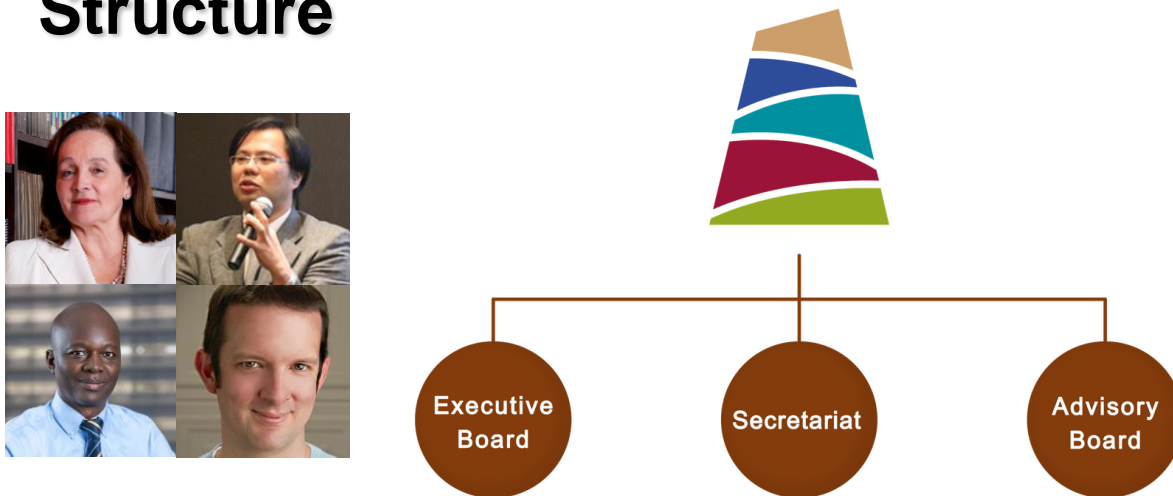 Structure
Executive
Board
Secretariat
Advisory
Board